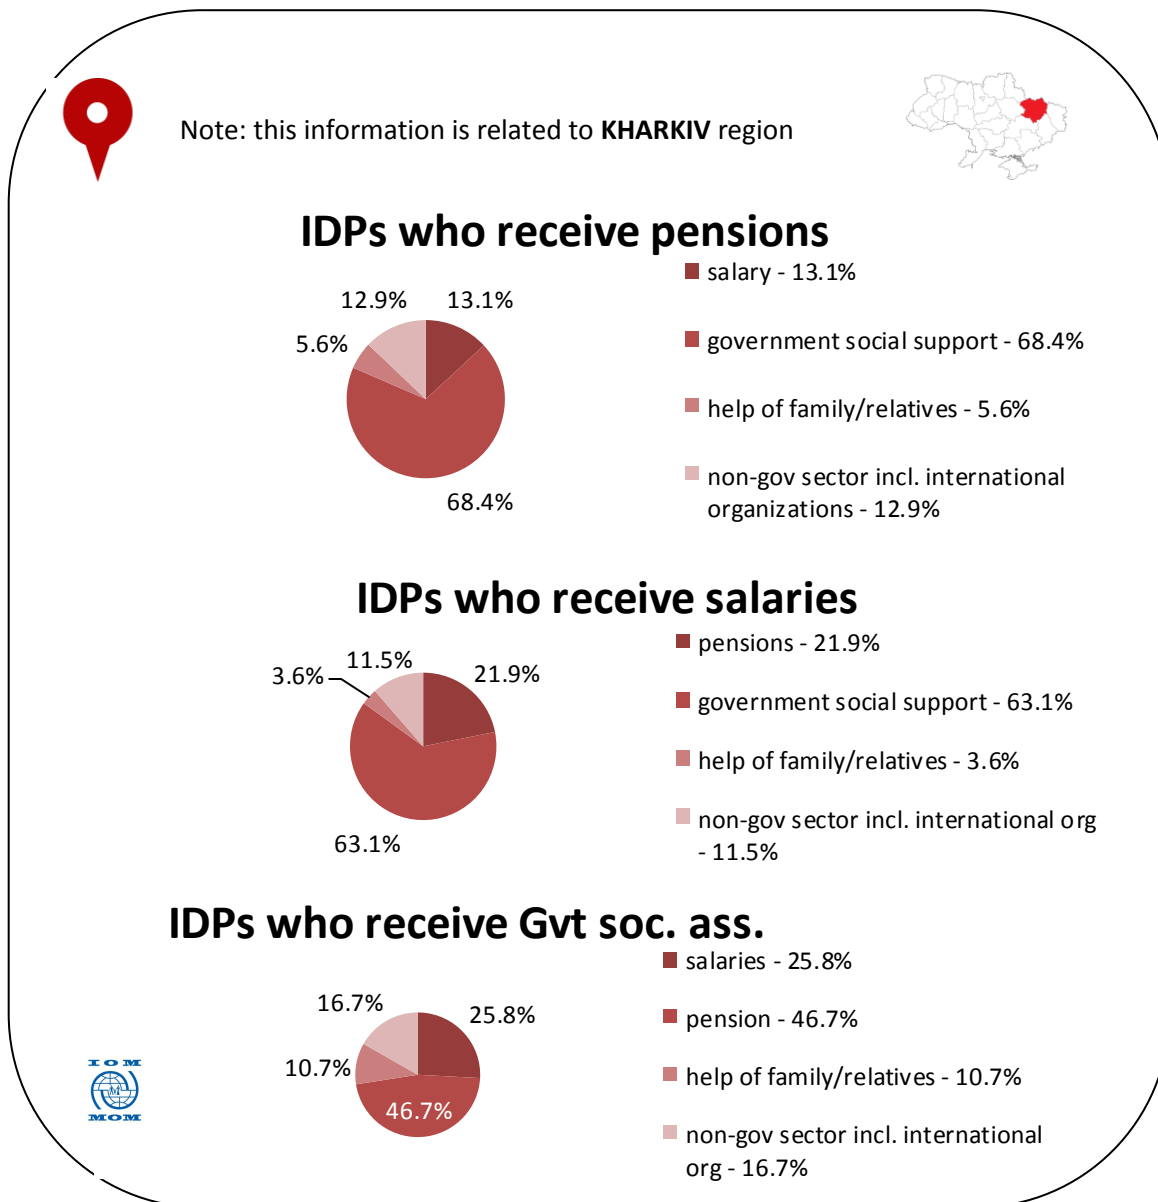 Note: this information is related to KHARKIV region
IDPs who receive pensions
12.9%
13.1%
5.6%
68.4%
salary - 13.1%
government social support - 68.4%
help of family/relatives - 5.6%
non-gov sector incl. international
organizations - 12.9%
IDPs who receive salaries
11.5%
21.9%
3.6%
63.1%
pensions - 21.9%
government social support - 63.1%
help of family/relatives - 3.6%
non-gov sector incl. international org
- 11.5%
IDPs who receive Gvt soc. ass.
16.7%
25.8%
10.7%
46.7%
salaries - 25.8%
pension - 46.7%
help of family/relatives - 10.7%
non-gov sector incl. international
org - 16.7%
IOM
MOM